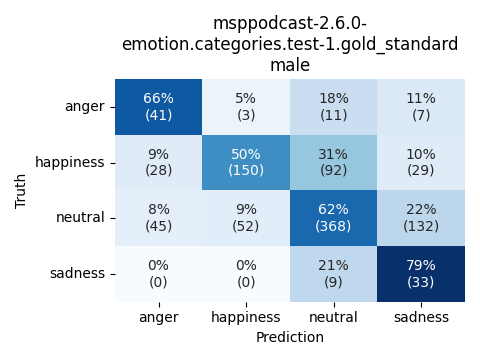 msppodcast-2.6.0-
emotion.categories.test-1.gold_standard
male
Truth
anger 66% 5% 18% 11%
(41) (3) (11) (7)
happiness 9% 50% 31% 10%
(28) (150) (92) (29)
neutral 8% 9% 62% 22%
(45) (52) (368) (132)
sadness 0% 0% 21% 79%
(0) (0) (9) (33)
anger happiness neutral sadness
Prediction